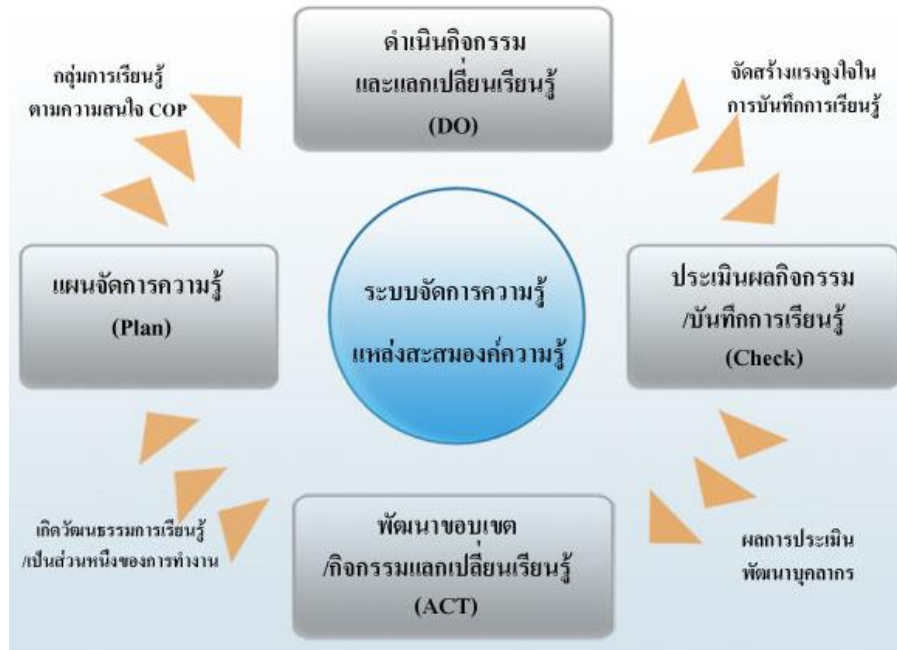 ดำเนินกิจกรรม
และแลกเปลี่ยนเรียนรู้
(DO)
กลุ่มการเรียนรู้
ตามความสนใจ COP
จัดสร้างแรงจูงใจใน
การบันทึกการเรียนรู้
แผนจัดการความรู้
(Plan)
ระบบจัดการความรู้
แหล่งสะสมองค์ความรู้
ประเมินผลกิจกรรม
/บันทึกการเรียนรู้
(Check)
เกิดวัฒนธรรมการเรียนรู้
/เป็นส่วนหนึ่งของการทำงาน
พัฒนาขอบเขต
/กิจกรรมแลกเปลี่ยนเรียนรู้
(ACT)
ผลการประเมิน
พัฒนาบุคลากร